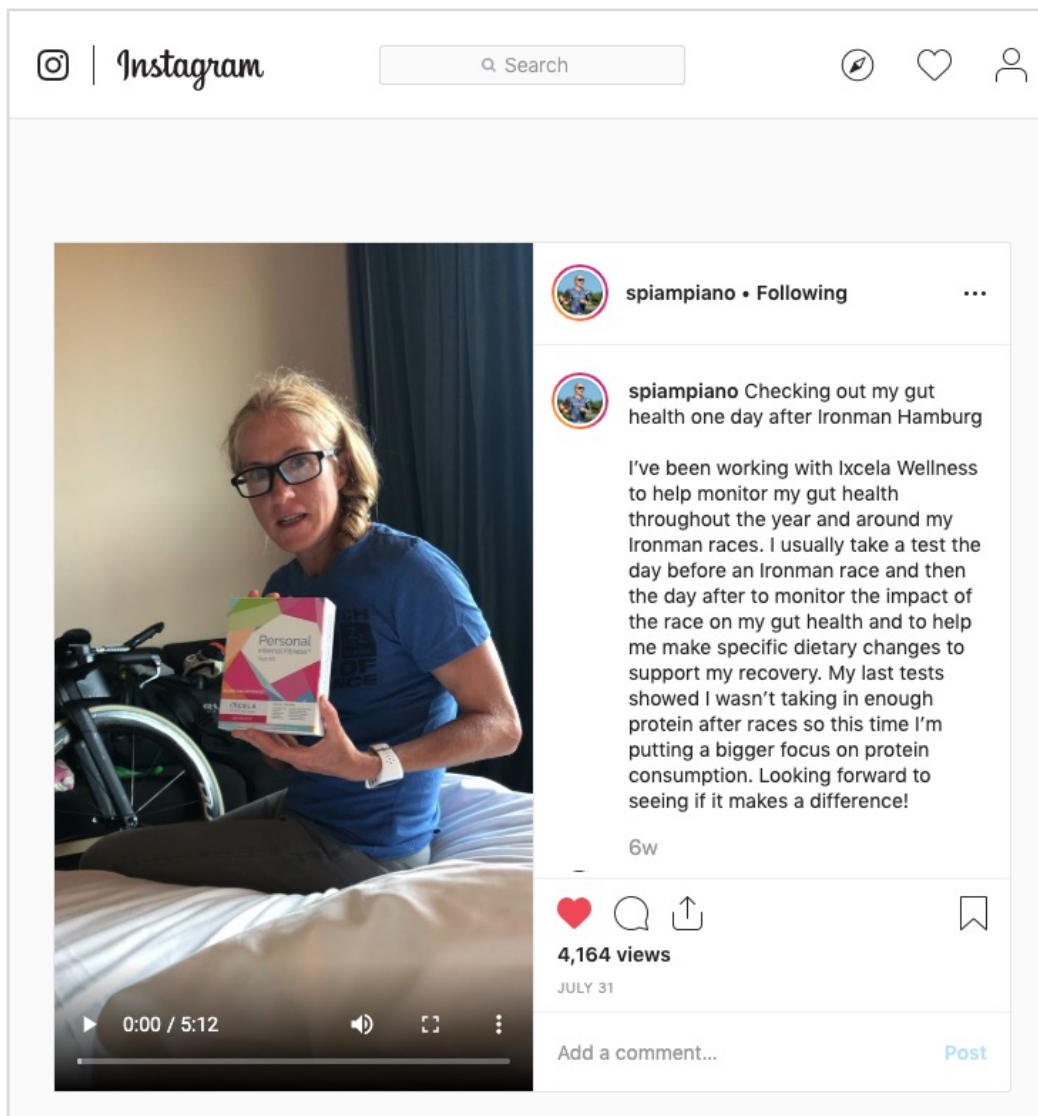 Instagram
Search
spiampiano • Following
spiampiano Checking out my gut
health one day after Ironman Hamburg
I've been working with Ixcela Wellness
to help monitor my gut health
throughout the year and around my
Ironman races. I usually take a test the
day before an Ironman race and then
the day after to monitor the impact of
the race on my gut health and to help
me make specific dietary changes to
support my recovery. My last tests
showed I wasn't taking in enough
protein after races so this time I'm
putting a bigger focus on protein
consumption. Looking forward to
seeing if it makes a difference!
6w
Personal
Internal Fitness™
Test Kit
IXCELA
0:00 / 5:12
4,164 views
JULY 31
Add a comment...
Post